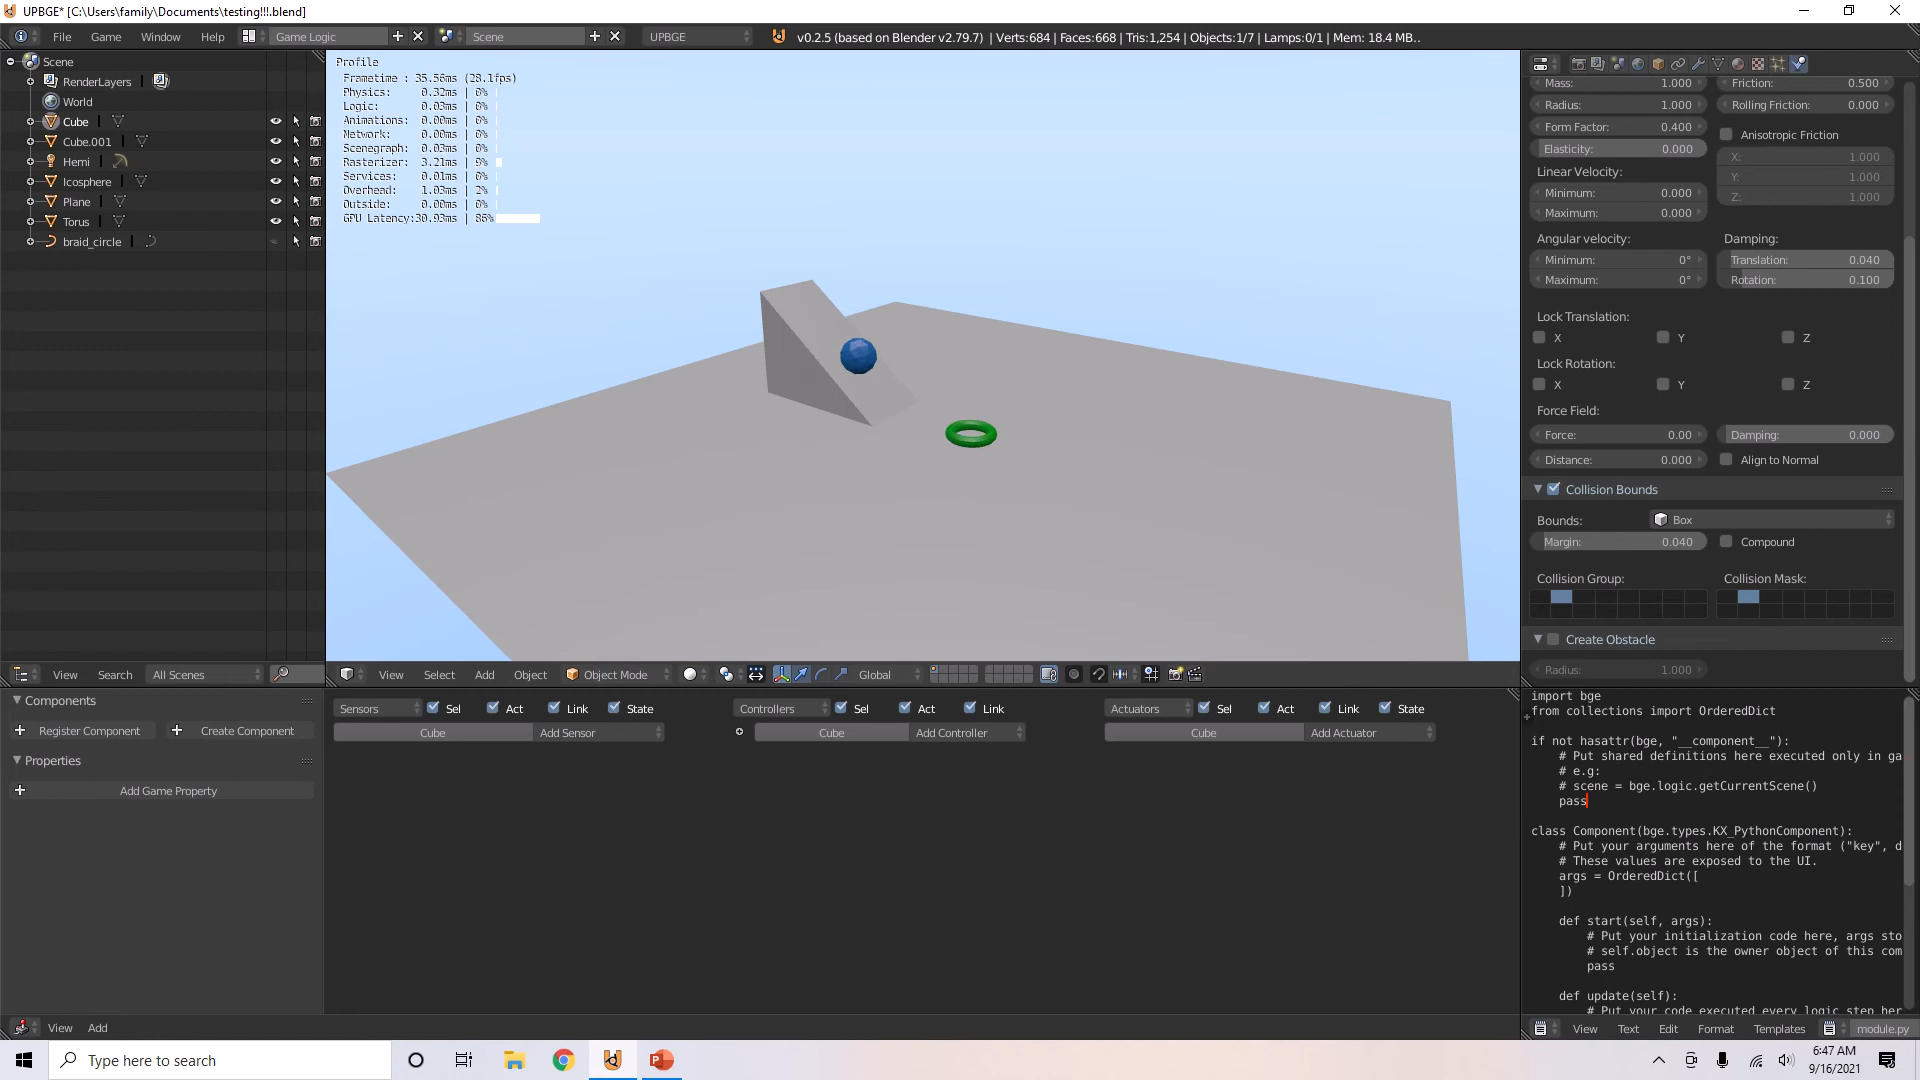 UPBGE* [C:\Users\family\Documents\testing!!!.blend]
File Game Window Help Game Logic Scene UPBGE v0.2.5 (based on Blender v2.79.7) | Verts:684 | Faces:668 | Tris:1,254 | Objects:1/7 | Lamps:0/1 | Mem: 18.4 MB..
Scene
RenderLayers
World
Cube
Cube.001
Hemi
Icosphere
Plane
Torus
braid_circle
View Search All Scenes
Profile
Frametime : 35.56ms (28.1fps)
Physics: 0.32ms | 0%
Logic: 0.03ms | 0%
Animations: 0.00ms | 0%
Network: 0.00ms | 0%
Scenegraph: 0.03ms | 0%
Rasterizer: 3.21ms | 9%
Services: 0.01ms | 0%
Overhead: 1.03ms | 2%
Outside: 0.00ms | 0%
GPU Latency:30.93ms | 86%
View Select Add Object Object Mode Global
Mass: 1.000 Friction: 0.500
Radius: 1.000 Rolling Friction: 0.000
Form Factor: 0.400 Anisotropic Friction
Elasticity: 0.000 X: 1.000
Linear Velocity: Y: 1.000
Minimum: 0.000 Z: 1.000
Maximum: 0.000
Angular velocity: Damping:
Minimum: 0° Translation: 0.040
Maximum: 0° Rotation: 0.100
Lock Translation:
X Y Z
Lock Rotation:
X Y Z
Force Field:
Force: 0.00 Damping: 0.000
Distance: 0.000 Align to Normal
Collision Bounds
Bounds: Box
Margin: 0.040 Compound
Collision Group: Collision Mask:
Create Obstacle
Radius: 1.000
Components
Register Component Create Component
Properties
Add Game Property
View Add
Sensors Sel Act Link State Controllers Sel Act Link Actuators Sel Act Link State
Cube Add Sensor Cube Add Controller Cube Add Actuator
import bge
from collections import OrderedDict
if not hasattr(bge, "__component__"):
# Put shared definitions here executed only in ga
# e.g:
# scene = bge.logic.getCurrentScene()
pass
class Component(bge.types.KX_PythonComponent):
# Put your arguments here of the format ("key", d
# These values are exposed to the UI.
args = OrderedDict([
])
def start(self, args):
# Put your initialization code here, args sto
# self.object is the owner object of this com
pass
def update(self):
# Put your code executed every logic step her
View Text Edit Format Templates module.py
Type here to search
6:47 AM
9/16/2021